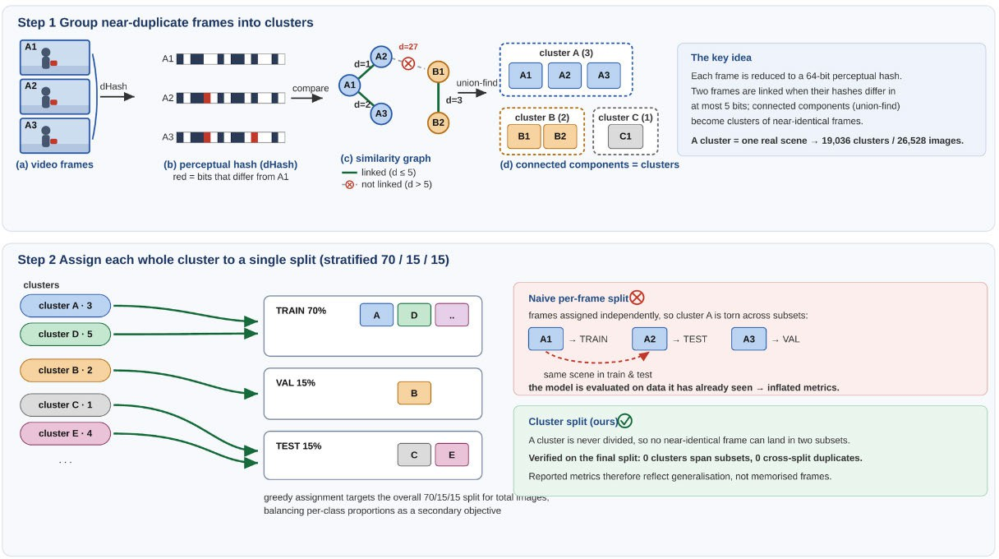 Step 1 Group near-duplicate frames into clusters
A1
A2
A3
dHash
(a) video frames
A1
A2
A3
(b) perceptual hash (dHash)
red = bits that differ from A1
compare
d=27
A2
d=1
A1
B1
d=2
A3
d=3
B2
(c) similarity graph
linked (d ≤ 5)
not linked (d > 5)
union-find
cluster A (3)
A1 A2 A3
cluster B (2)
B1 B2
cluster C (1)
C1
(d) connected components = clusters
The key idea
Each frame is reduced to a 64-bit perceptual hash.
Two frames are linked when their hashes differ in
at most 5 bits; connected components (union-find)
become clusters of near-identical frames.
A cluster = one real scene → 19,036 clusters / 26,528 images.
Step 2 Assign each whole cluster to a single split (stratified 70 / 15 / 15)
clusters
cluster A · 3
cluster D · 5
cluster B · 2
cluster C · 1
cluster E · 4
. . .
TRAIN 70% A D ..
VAL 15% B
TEST 15% C E
greedy assignment targets the overall 70/15/15 split for total images,
balancing per-class proportions as a secondary objective
Naive per-frame split
frames assigned independently, so cluster A is torn across subsets:
A1 → TRAIN A2 → TEST A3 → VAL
same scene in train & test
the model is evaluated on data it has already seen → inflated metrics.
Cluster split (ours)
A cluster is never divided, so no near-identical frame can land in two subsets.
Verified on the final split: 0 clusters span subsets, 0 cross-split duplicates.
Reported metrics therefore reflect generalisation, not memorised frames.